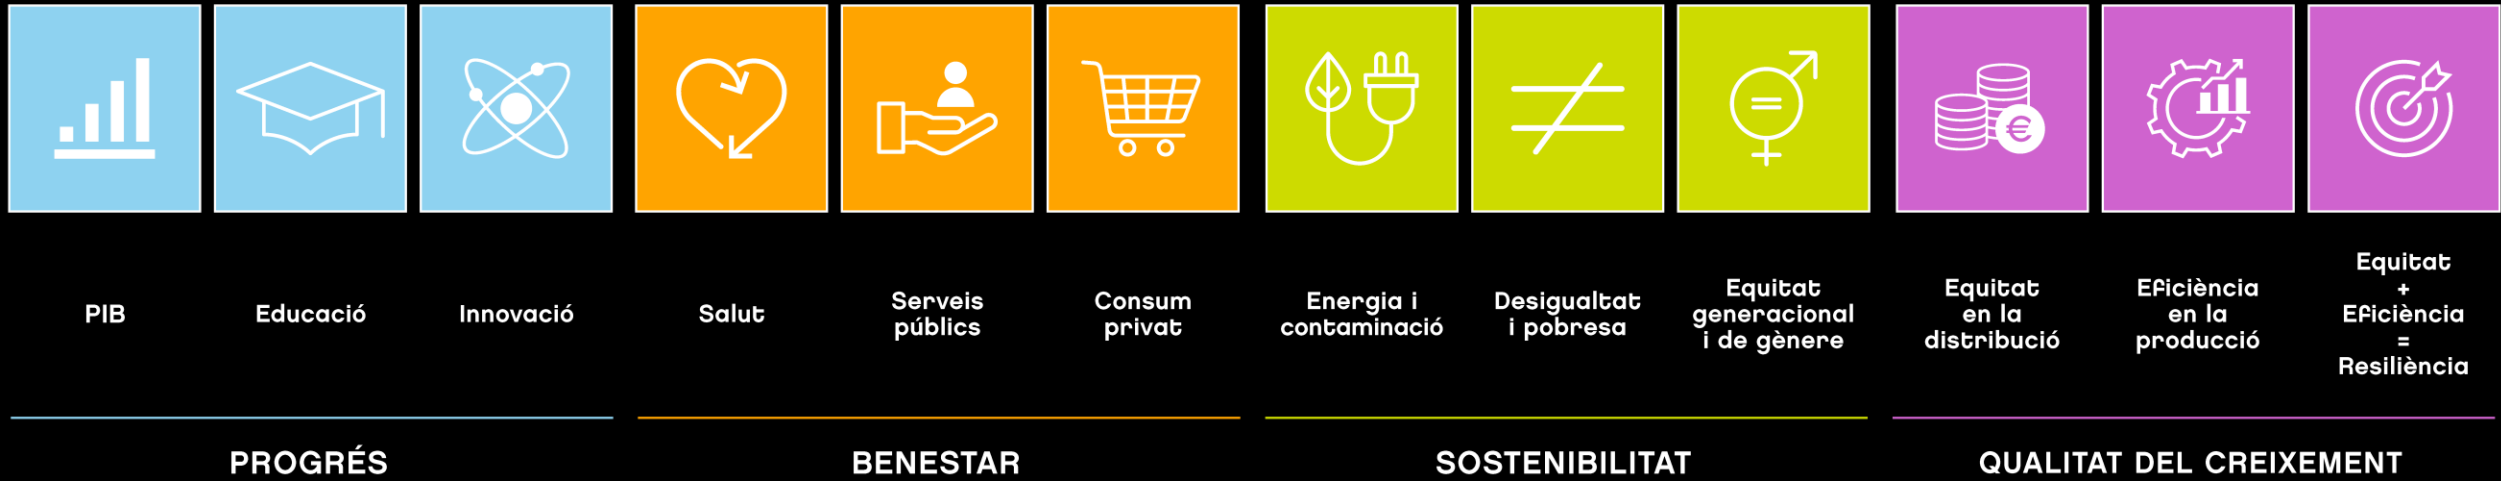 PIB
Educació
Innovació
Salut
Serveis
públics
Consum
privat
Energia i
contaminació
Desigualtat
i pobresa
Equitat
generacional
i de gènere
Equitat
en la
distribució
Eficiència
en la
producció
Equitat
+
Eficiència
=
Resiliència
PROGRÉS
BENESTAR
SOSTENIBILITAT
QUALITAT DEL CREIXEMENT